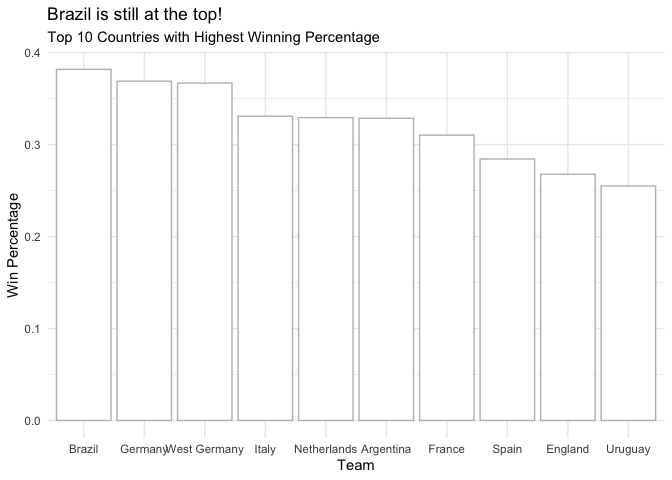 Brazil is still at the top!
Top 10 Countries with Highest Winning Percentage
0.4
0.3
0.2
0.1
0.0
Win Percentage
Brazil Germany West Germany Italy Netherlands Argentina France Spain England Uruguay
Team